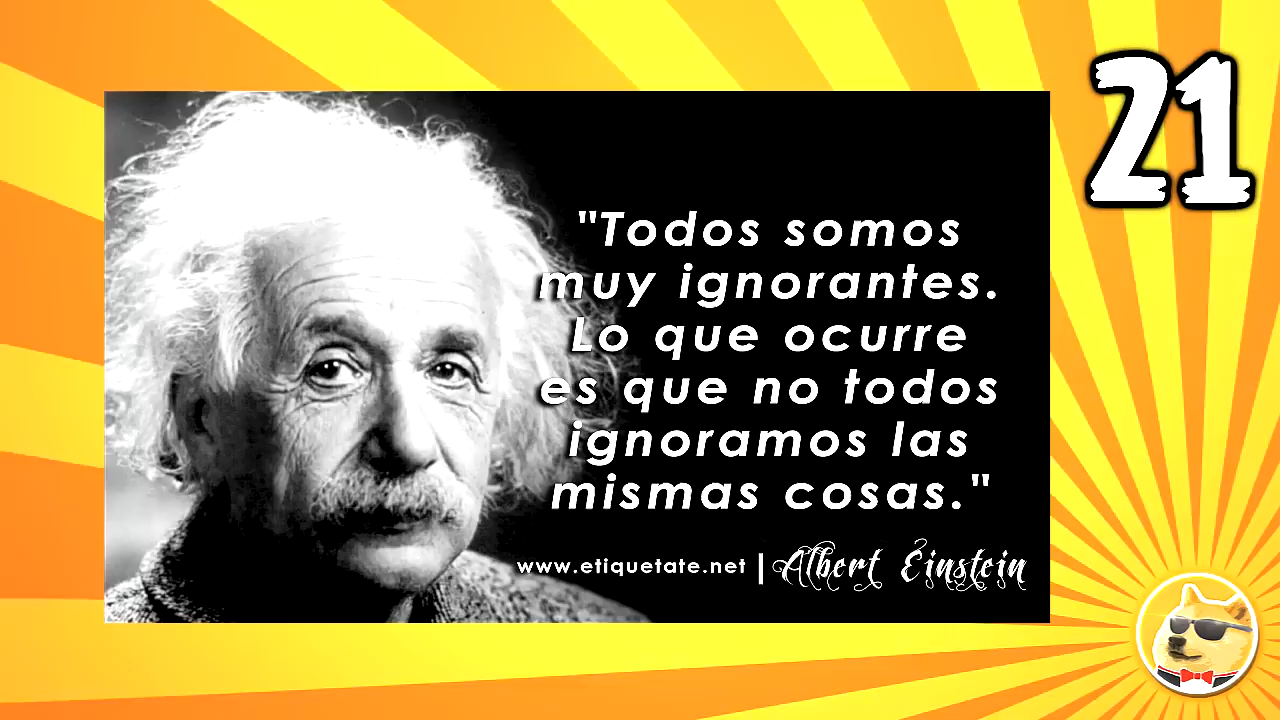 21
"Todos somos
muy ignorantes.
Lo que ocurre
es que no todos
ignoramos las
mismas cosas."
www.etiquetate.net | Albert Einstein